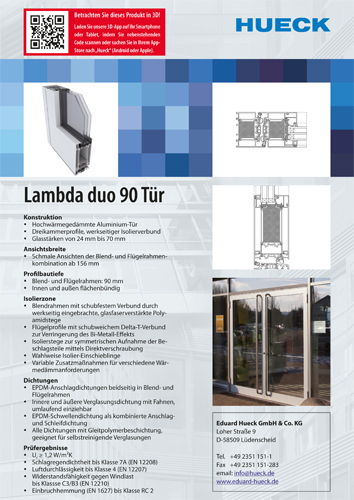 Betrachten Sie dieses Produkt in 3D!
Laden Sie unsere 3D-App auf Ihr Smartphone
oder Tablet, indem Sie nebenstehenden
Code scannen oder suchen Sie in Ihrem App-
Store nach „Hueck“ (Android oder Apple).
HUECK
Lambda duo 90 Tür
Konstruktion
• Hochwärmegedämmte Aluminium-Tür
• Dreikammerprofile, werkseitiger Isolierverbund
• Glasstärken von 24 mm bis 70 mm
Ansichtsbreite
• Schmale Ansichten der Blend- und Flügelrahmen-
kombination ab 156 mm
Profilbautiefe
• Blend- und Flügelrahmen: 90 mm
• Innen und außen flächenbündig
Isolierzone
• Blendrahmen mit schubfestem Verbund durch
werkseitig eingebrachte, glasfaserverstärkte Poly-
amidstege
• Flügelprofile mit schubweichem Delta-T-Verbund
zur Verringerung des Bi-Metall-Effekts
• Isolierstege zur symmetrischen Aufnahme der Be-
schlagsteile mittels Direktverschraubung
• Wahlweise Isolier-Einschieblinge
• Variable Zusatzmaßnahmen für verschiedene Wär-
medämmanforderungen
Dichtungen
• EPDM-Anschlagdichtungen beidseitig in Blend- und
Flügelrahmen
• Innere und äußere Verglasungsdichtung mit Fahnen,
umlaufend einziehbar
• EPDM-Schwellendichtung als kombinierte Anschlag-
und Schleifdichtung
• Alle Dichtungen mit Gleitpolymerbeschichtung,
geeignet für selbstreinigende Verglasungen
Prüfergebnisse
• U ≥ 1,2 W/m²K
• Schlagregendichtheit bis Klasse 7A (EN 12208)
• Luftdurchlässigkeit bis Klasse 4 (EN 12207)
• Widerstandsfähigkeit gegen Windlast
bis Klasse C3/B3 (EN 12210)
• Einbruchhemmung (EN 1627) bis Klasse RC 2
Eduard Hueck GmbH & Co. KG
Loher Straße 9
D-58509 Lüdenscheid
Tel. +49 2351 151-1
Fax +49 2351 151-283
email: info@hueck.de
www.eduard-hueck.de